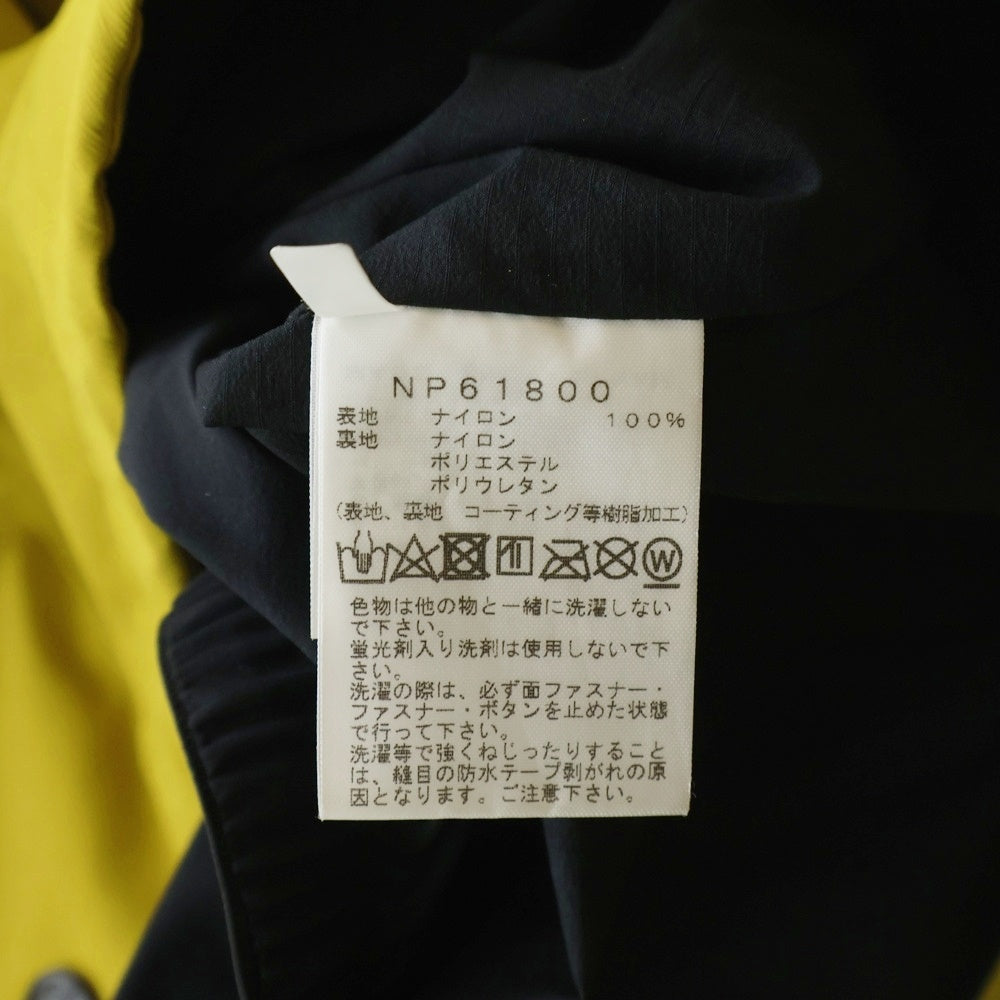 NP61800
表地 ナイロン 100%
裏地 ナイロン
ポリエステル
ポリウレタン
(表地、裏地 コーティング等樹脂加工)
W
色物は他の物と一緒に洗濯しない
で下さい。
蛍光剤入り洗剤は使用しないで下
さい。
洗濯の際は、必ず面ファスナー・
ファスナー・ボタンを止めた状態
で行って下さい。
洗濯等で強くねじったりすること
は、縫目の防水テープ剥がれの原
因となります。ご注意下さい。